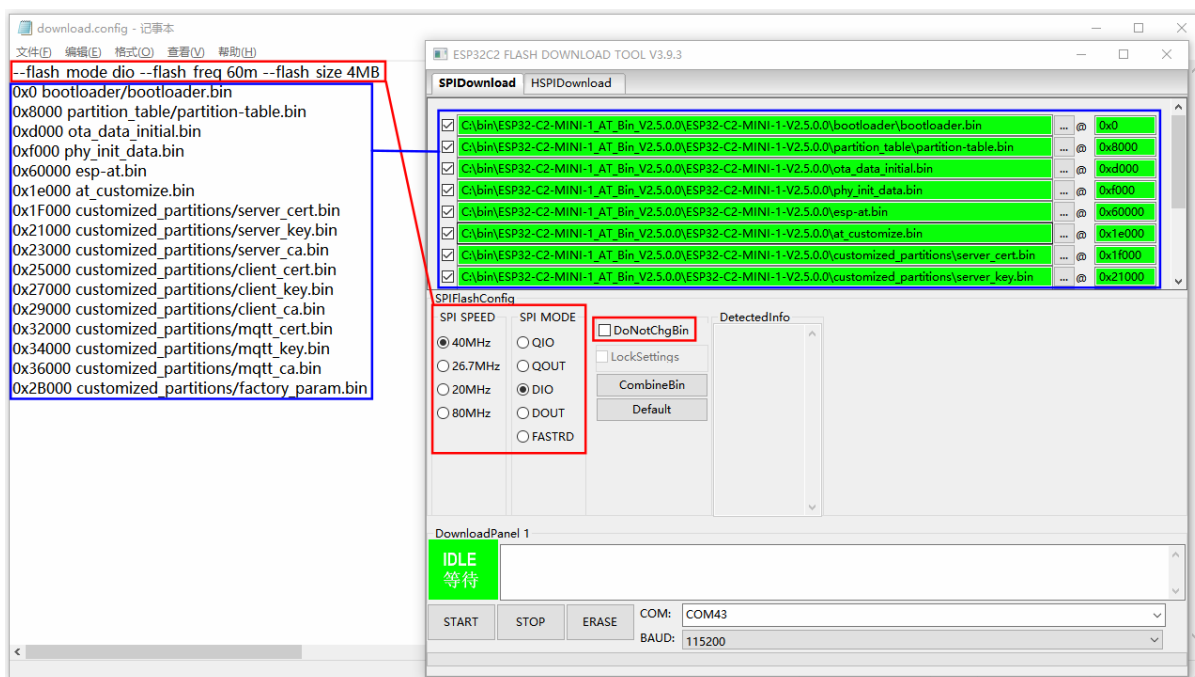 download.config - 记事本
文件(F) 编辑(E) 格式(O) 查看(V) 帮助(H)
--flash_mode dio --flash_freq 60m --flash_size 4MB
0x0 bootloader/bootloader.bin
0x8000 partition_table/partition-table.bin
0xd000 ota_data_initial.bin
0xf000 phy_init_data.bin
0x60000 esp-at.bin
0x1e000 at_customize.bin
0x1F000 customized_partitions/server_cert.bin
0x21000 customized_partitions/server_key.bin
0x23000 customized_partitions/server_ca.bin
0x25000 customized_partitions/client_cert.bin
0x27000 customized_partitions/client_key.bin
0x29000 customized_partitions/client_ca.bin
0x32000 customized_partitions/mqtt_cert.bin
0x34000 customized_partitions/mqtt_key.bin
0x36000 customized_partitions/mqtt_ca.bin
0x2B000 customized_partitions/factory_param.bin
ESP32C2 FLASH DOWNLOAD TOOL V3.9.3
SPIDownload HSPIDownload
C:\bin\ESP32-C2-MINI-1_AT_Bin_V2.5.0.0\ESP32-C2-MINI-1-V2.5.0.0\bootloader\bootloader.bin ... @ 0x0
C:\bin\ESP32-C2-MINI-1_AT_Bin_V2.5.0.0\ESP32-C2-MINI-1-V2.5.0.0\partition_table\partition-table.bin ... @ 0x8000
C:\bin\ESP32-C2-MINI-1_AT_Bin_V2.5.0.0\ESP32-C2-MINI-1-V2.5.0.0\ota_data_initial.bin ... @ 0xd000
C:\bin\ESP32-C2-MINI-1_AT_Bin_V2.5.0.0\ESP32-C2-MINI-1-V2.5.0.0\phy_init_data.bin ... @ 0xf000
C:\bin\ESP32-C2-MINI-1_AT_Bin_V2.5.0.0\ESP32-C2-MINI-1-V2.5.0.0\esp-at.bin ... @ 0x60000
C:\bin\ESP32-C2-MINI-1_AT_Bin_V2.5.0.0\ESP32-C2-MINI-1-V2.5.0.0\at_customize.bin ... @ 0x1e000
C:\bin\ESP32-C2-MINI-1_AT_Bin_V2.5.0.0\ESP32-C2-MINI-1-V2.5.0.0\customized_partitions\server_cert.bin ... @ 0x1f000
C:\bin\ESP32-C2-MINI-1_AT_Bin_V2.5.0.0\ESP32-C2-MINI-1-V2.5.0.0\customized_partitions\server_key.bin ... @ 0x21000
SPIFlashConfig
SPI SPEED
40MHz
26.7MHz
20MHz
80MHz
SPI MODE
QIO
QOUT
DIO
DOUT
FASTRD
DoNotChgBin
LockSettings
CombineBin
Default
DetectedInfo
DownloadPanel 1
IDLE
等待
START STOP ERASE
COM: COM43
BAUD: 115200